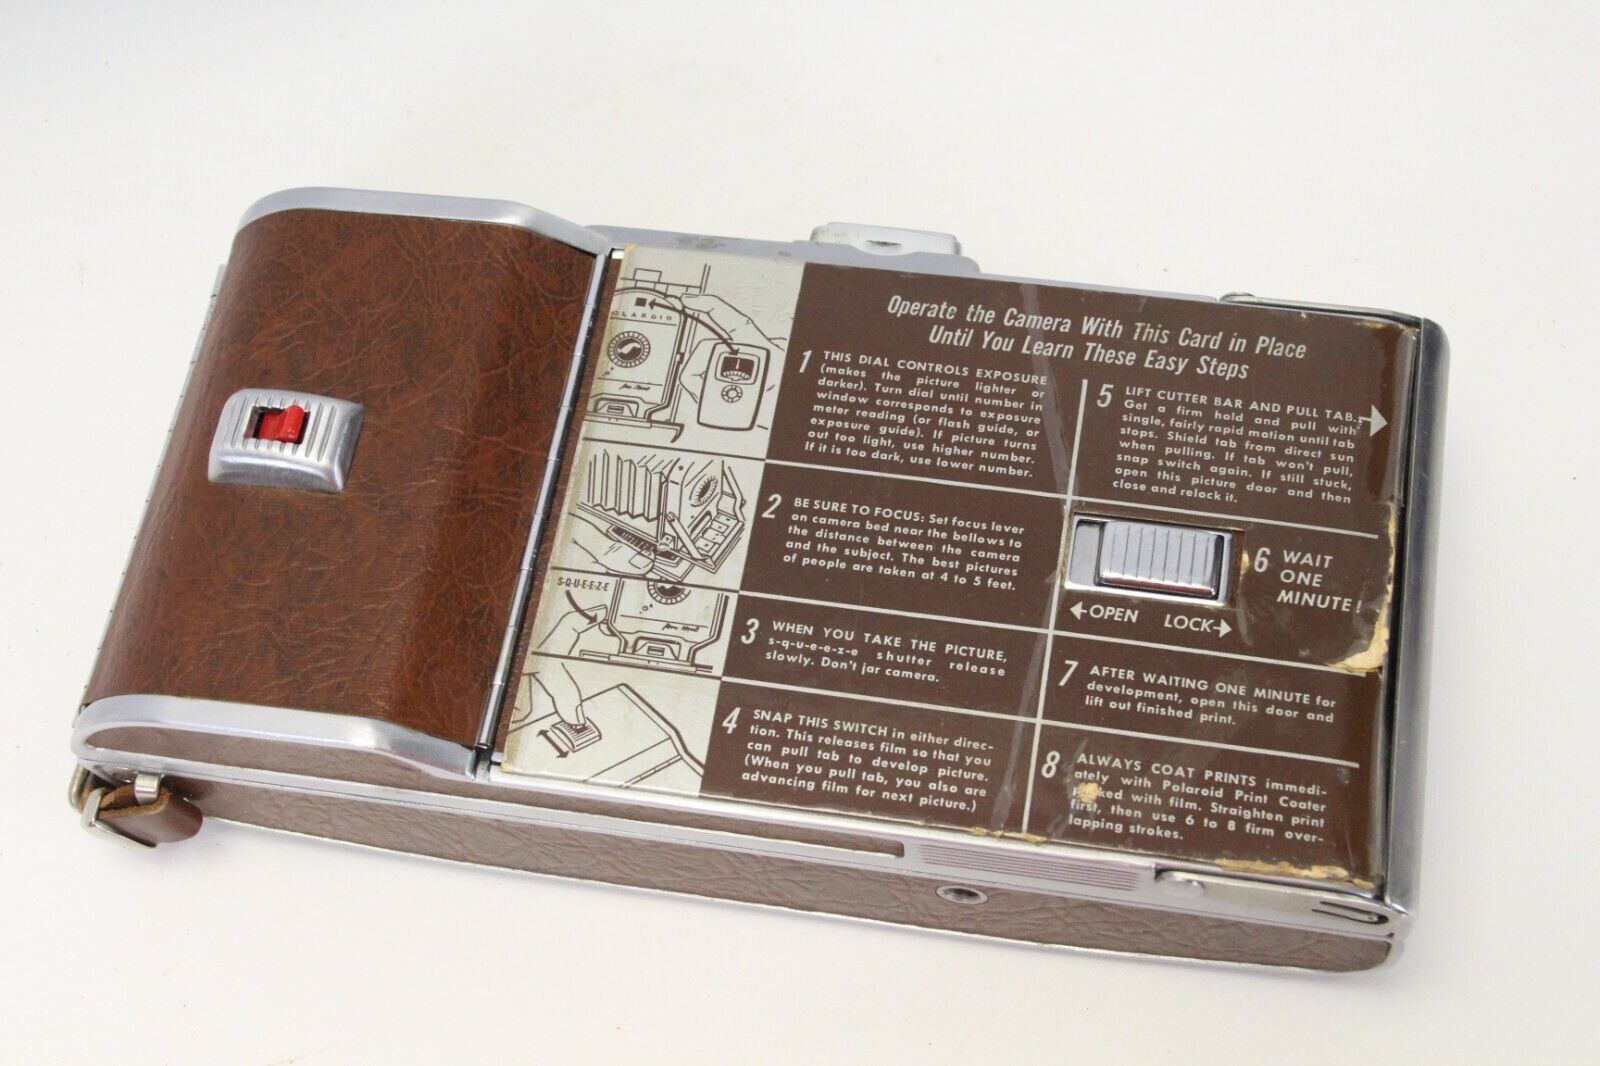 Operate the Camera With This Card in Place
Until You Learn These Easy Steps
OLAROID
1 THIS DIAL CONTROLS EXPOSURE
(makes the picture lighter or
darker). Turn dial until number in
window corresponds to exposure
meter reading (or flash guide, or
exposure guide). If picture turns
out too light, use higher number.
If it is too dark, use lower number.
2 BE SURE TO FOCUS: Set focus lever
on camera bed near the bellows to
the distance between the camera
and the subject. The best pictures
of people are taken at 4 to 5 feet.
S-Q-U-E-E-Z-E
3 WHEN YOU TAKE THE PICTURE,
s-q-u-e-e-z-e shutter release
slowly. Don't jar camera.
4 SNAP THIS SWITCH in either direc-
tion. This releases film so that you
can pull tab to develop picture.
(When you pull tab, you also are
advancing film for next picture.)
5 LIFT CUTTER BAR AND PULL TAB.
Get a firm hold and pull with
single, fairly rapid motion until tab
stops. Shield tab from direct sun
when pulling. If tab won't pull,
snap switch again. If still stuck,
open this picture door and then
close and relock it.
6 WAIT
ONE
MINUTE!
OPEN LOCK
7 AFTER WAITING ONE MINUTE for
development, open this door and
lift out finished print.
8 ALWAYS COAT PRINTS immedi-
ately with Polaroid Print Coater
ked with film. Straighten print
first, then use 6 to 8 firm over-
lapping strokes.